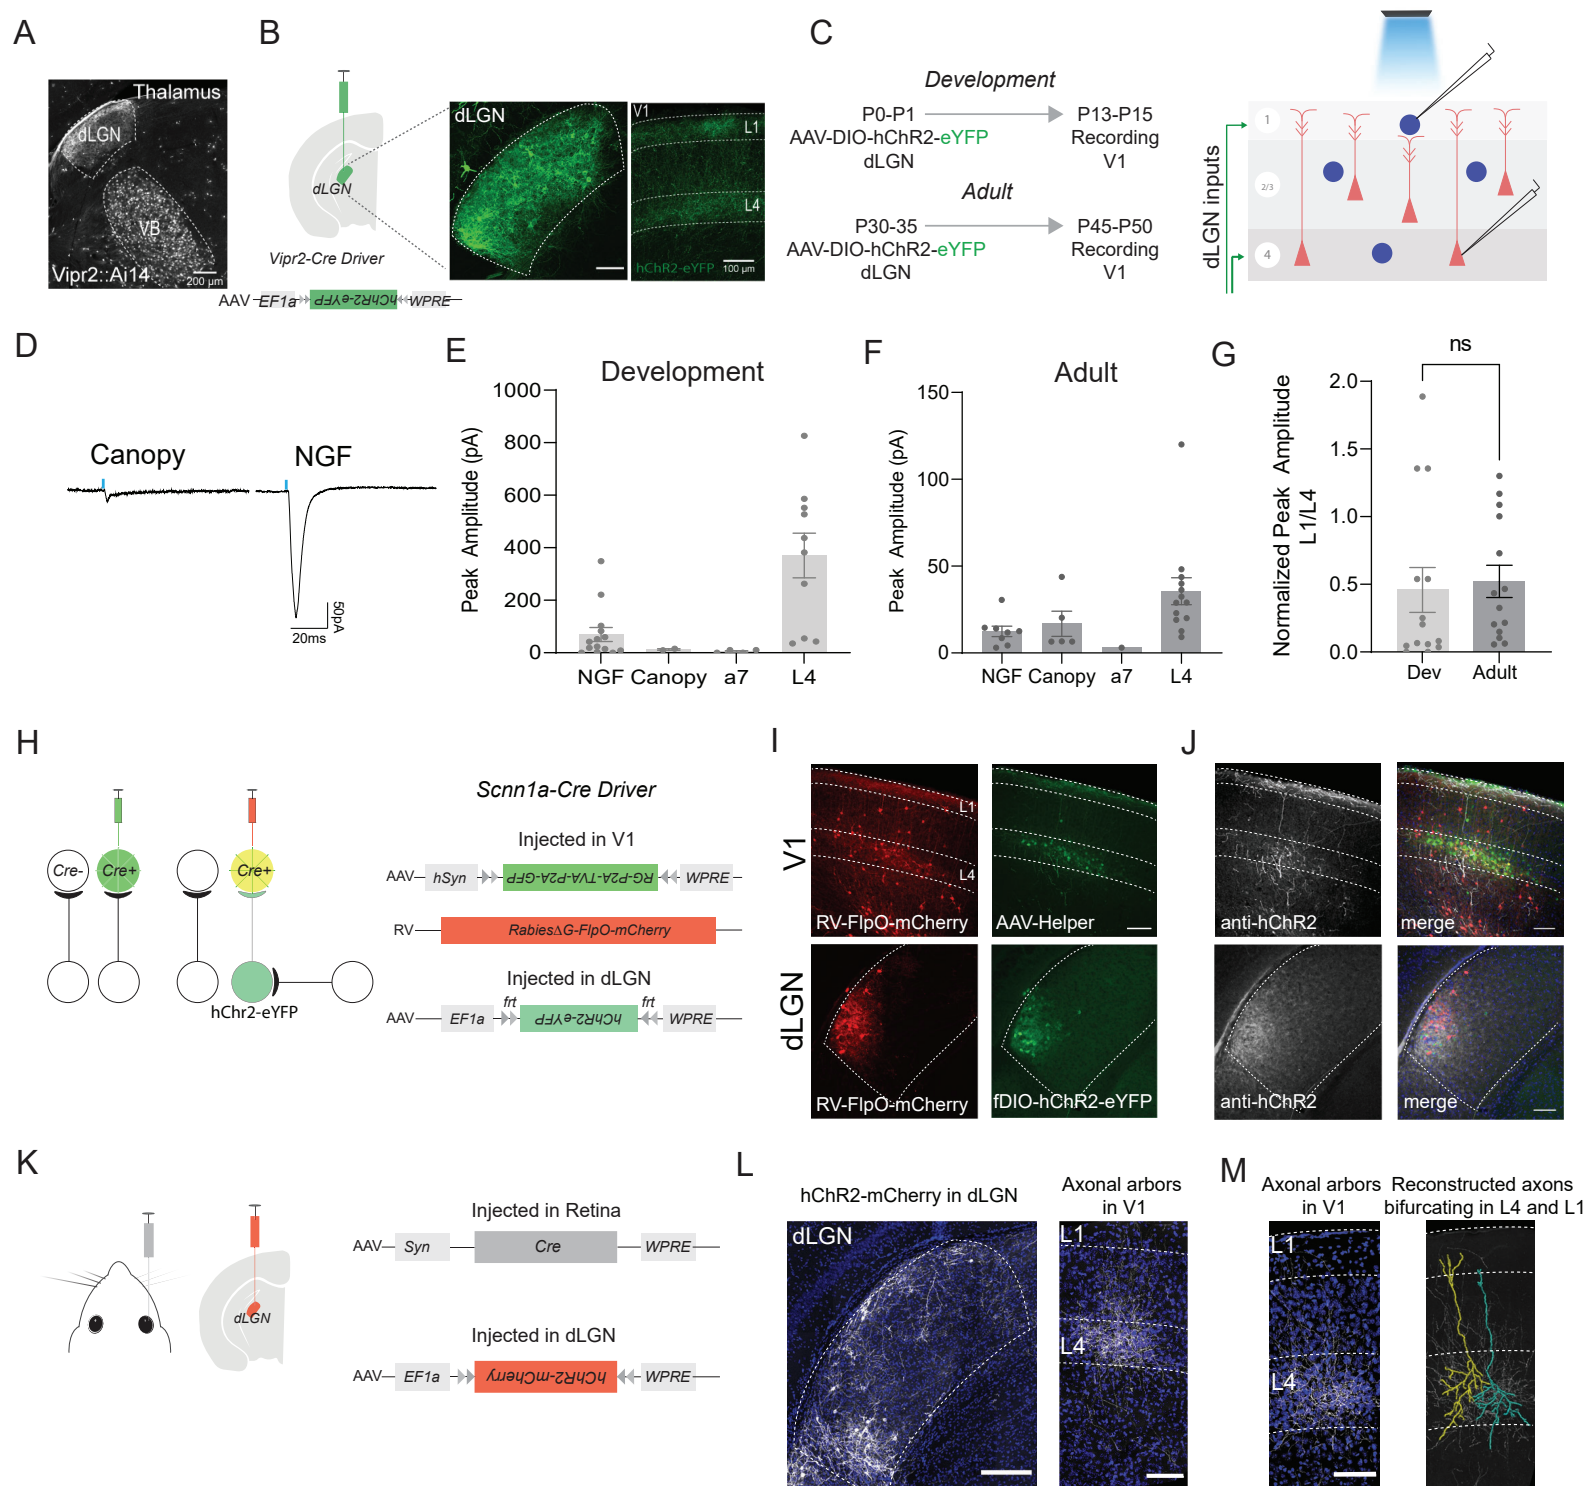 A
Thalamus
dLGN
VB
Vipr2::Ai14
200 µm
B
dLGN
Vipr2-Cre Driver
AAV
EF1a
hChR2-eYFP
WPRE
dLGN
V1
L1
L4
hChR2-eYFP
100 µm
C
Development
P0-P1
P13-P15
AAV-DIO-hChR2-eYFP
Recording
dLGN
V1
Adult
P30-35
P45-P50
AAV-DIO-hChR2-eYFP
Recording
dLGN
V1
dLGN inputs
1
2/3
4
D
Canopy
NGF
50pA
20ms
E
Development
Peak Amplitude (pA)
1000
800
600
400
200
0
NGF Canopy a7 L4
F
Adult
Peak Amplitude (pA)
150
100
50
0
NGF Canopy a7 L4
G
ns
Normalized Peak Amplitude
L1/L4
2.0
1.5
1.0
0.5
0.0
Dev Adult
H
Cre-
Cre+
Cre+
hChr2-eYFP
Scnn1a-Cre Driver
Injected in V1
AAV
hSyn
RG-P2A-TVA-P2A-GFP
WPRE
RV
Rabies∆G-FlpO-mCherry
Injected in dLGN
frt
frt
AAV
EF1a
hChR2-eYFP
WPRE
I
V1
L1
L4
RV-FlpO-mCherry
AAV-Helper
dLGN
RV-FlpO-mCherry
fDIO-hChR2-eYFP
J
anti-hChR2
merge
anti-hChR2
merge
K
dLGN
Injected in Retina
AAV
Syn
Cre
WPRE
Injected in dLGN
AAV
EF1a
hChR2-mCherry
WPRE
L
hChR2-mCherry in dLGN
dLGN
Axonal arbors
in V1
L1
L4
M
Axonal arbors
in V1
L1
L4
Reconstructed axons
bifurcating in L4 and L1